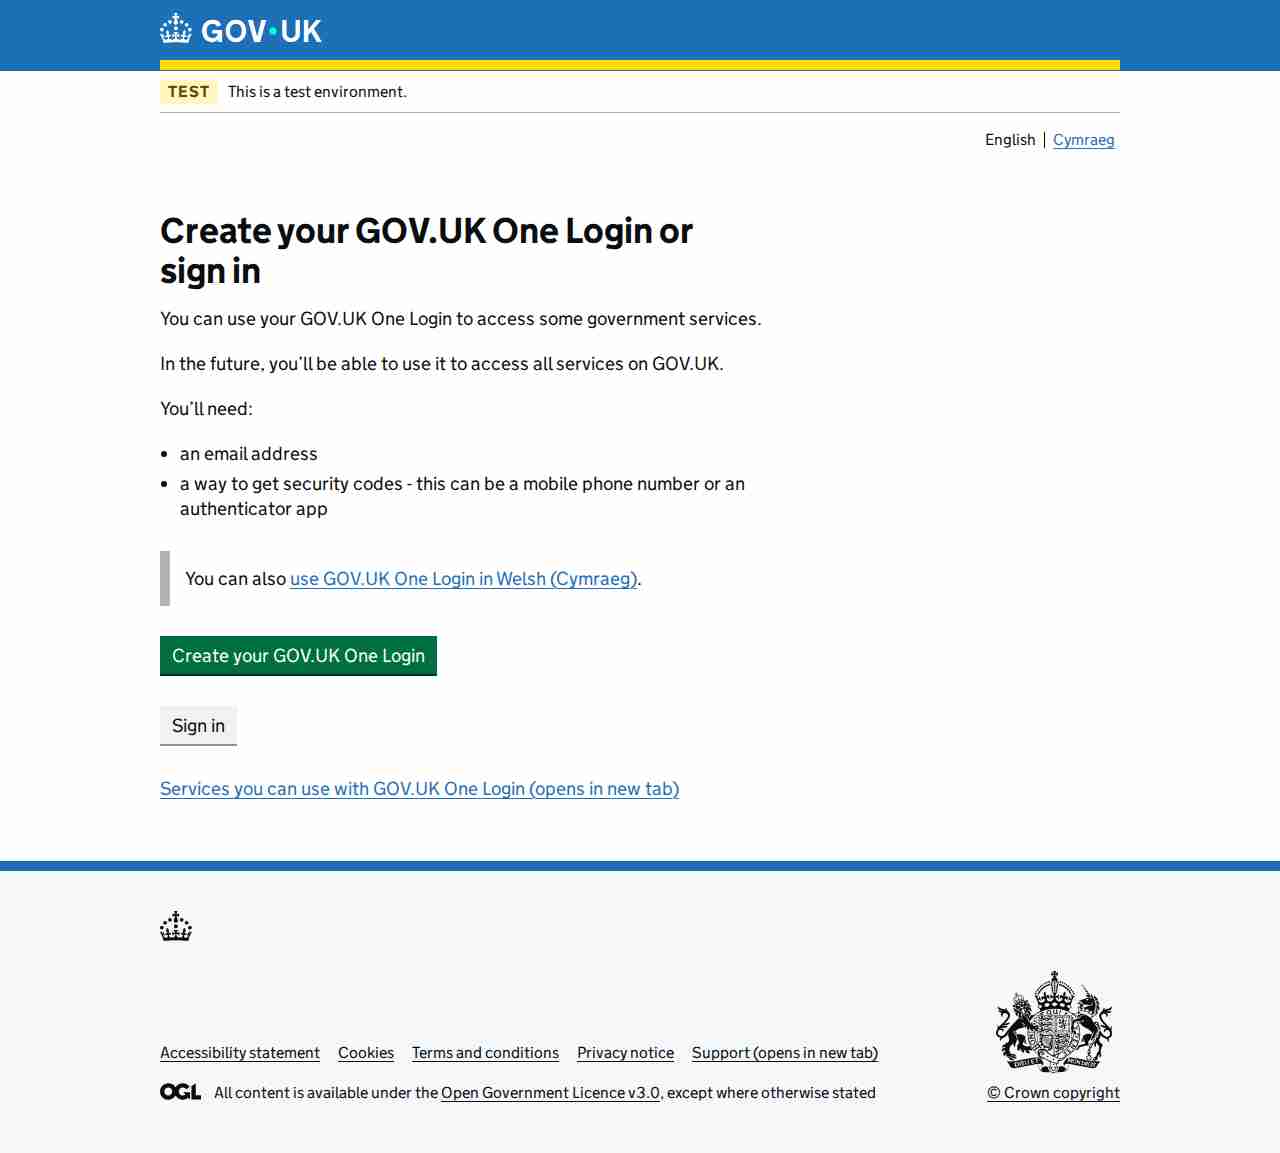 GOV.UK
TEST This is a test environment.
English Cymraeg
Create your GOV.UK One Login or
sign in
You can use your GOV.UK One Login to access some government services.
In the future, you’ll be able to use it to access all services on GOV.UK.
You’ll need:
• an email address
• a way to get security codes - this can be a mobile phone number or an
authenticator app
You can also use GOV.UK One Login in Welsh (Cymraeg).
Create your GOV.UK One Login
Sign in
Services you can use with GOV.UK One Login (opens in new tab)
Accessibility statement Cookies Terms and conditions Privacy notice Support (opens in new tab)
OGL All content is available under the Open Government Licence v3.0, except where otherwise stated
© Crown copyright